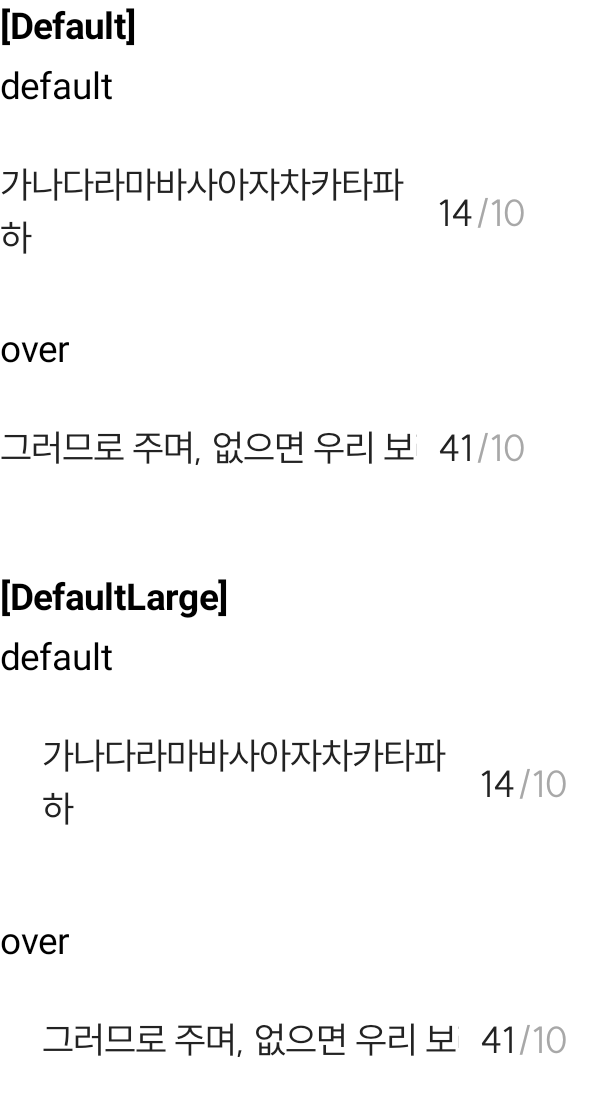 [Default]
default
가나다라마바사아자차카타파
하
14/10
over
그러므로 주며, 없으면 우리 보
41/10
[DefaultLarge]
default
가나다라마바사아자차카타파
하
14/10
over
그러므로 주며, 없으면 우리 보
41/10